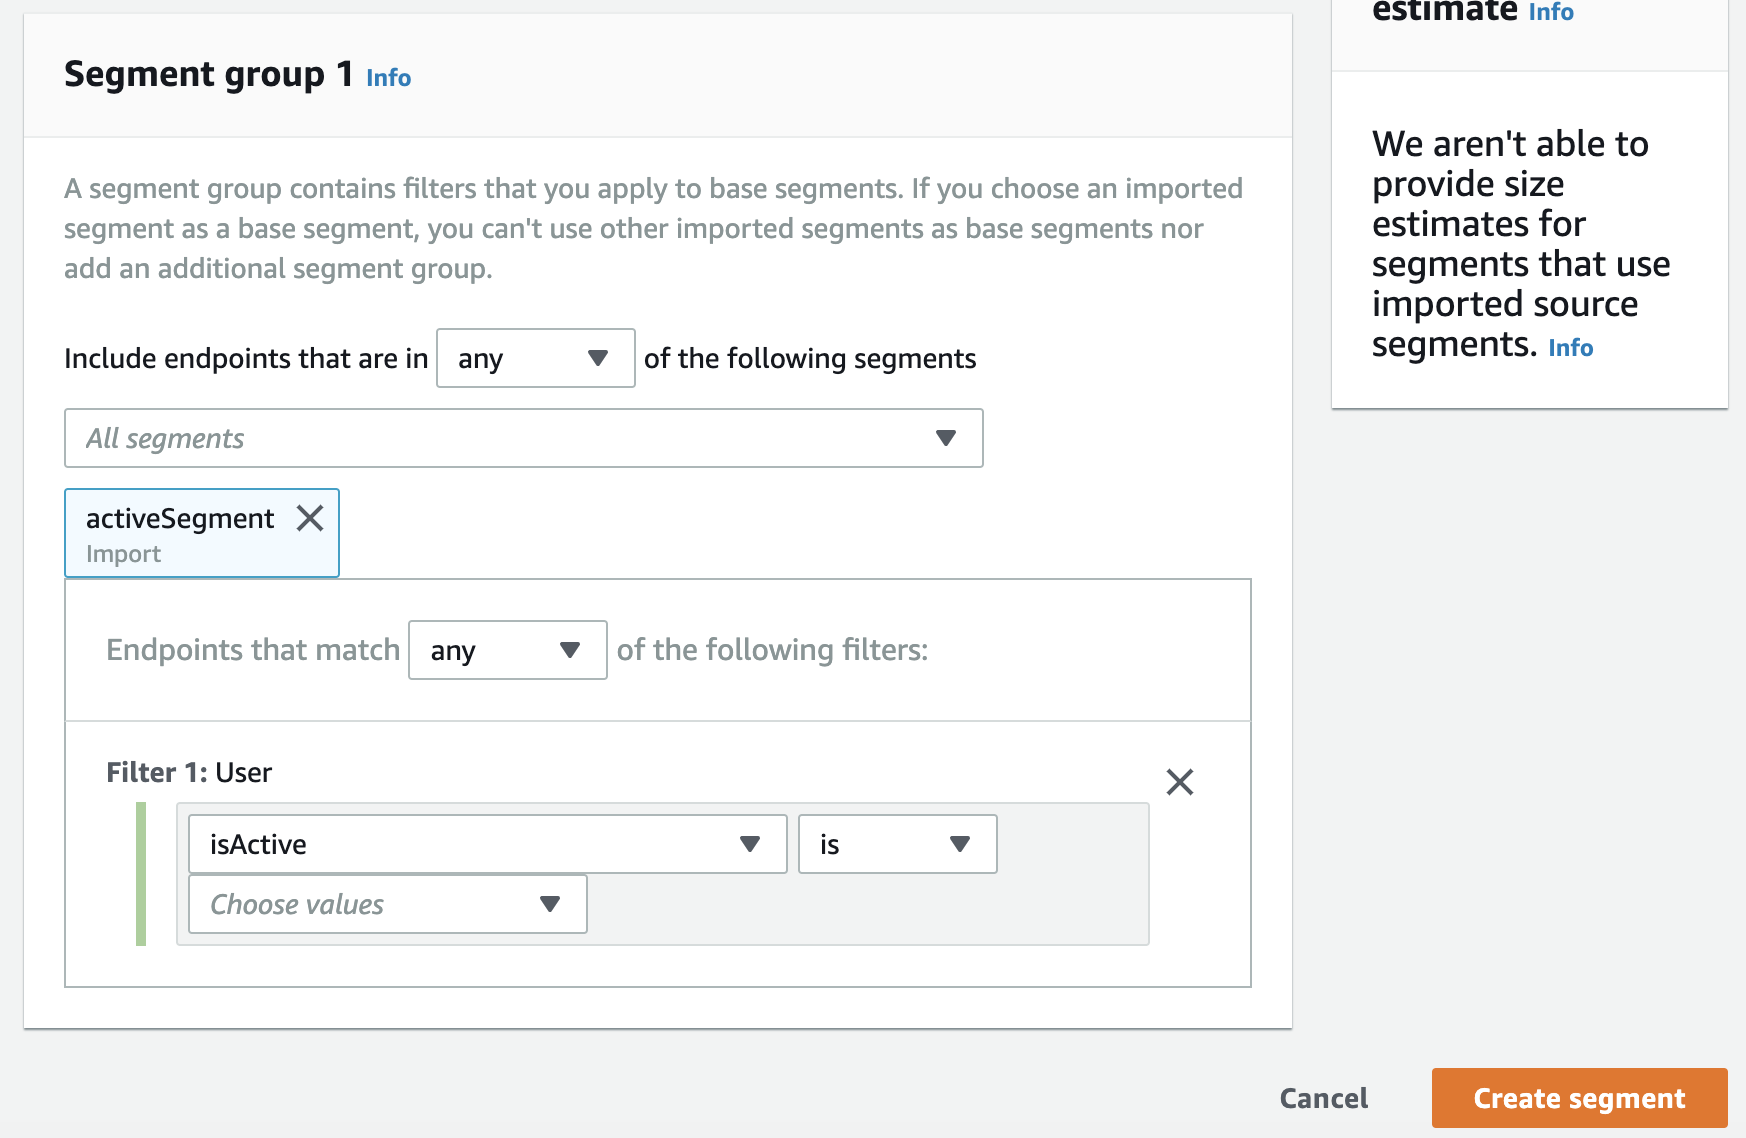 Segment group 1 Info
A segment group contains filters that you apply to base segments. If you choose an imported
segment as a base segment, you can't use other imported segments as base segments nor
add an additional segment group.
Include endpoints that are in any of the following segments
All segments
activeSegment
Import
Endpoints that match any of the following filters:
Filter 1: User
isActive is
Choose values
estimate Info
We aren't able to
provide size
estimates for
segments that use
imported source
segments. Info
Cancel Create segment